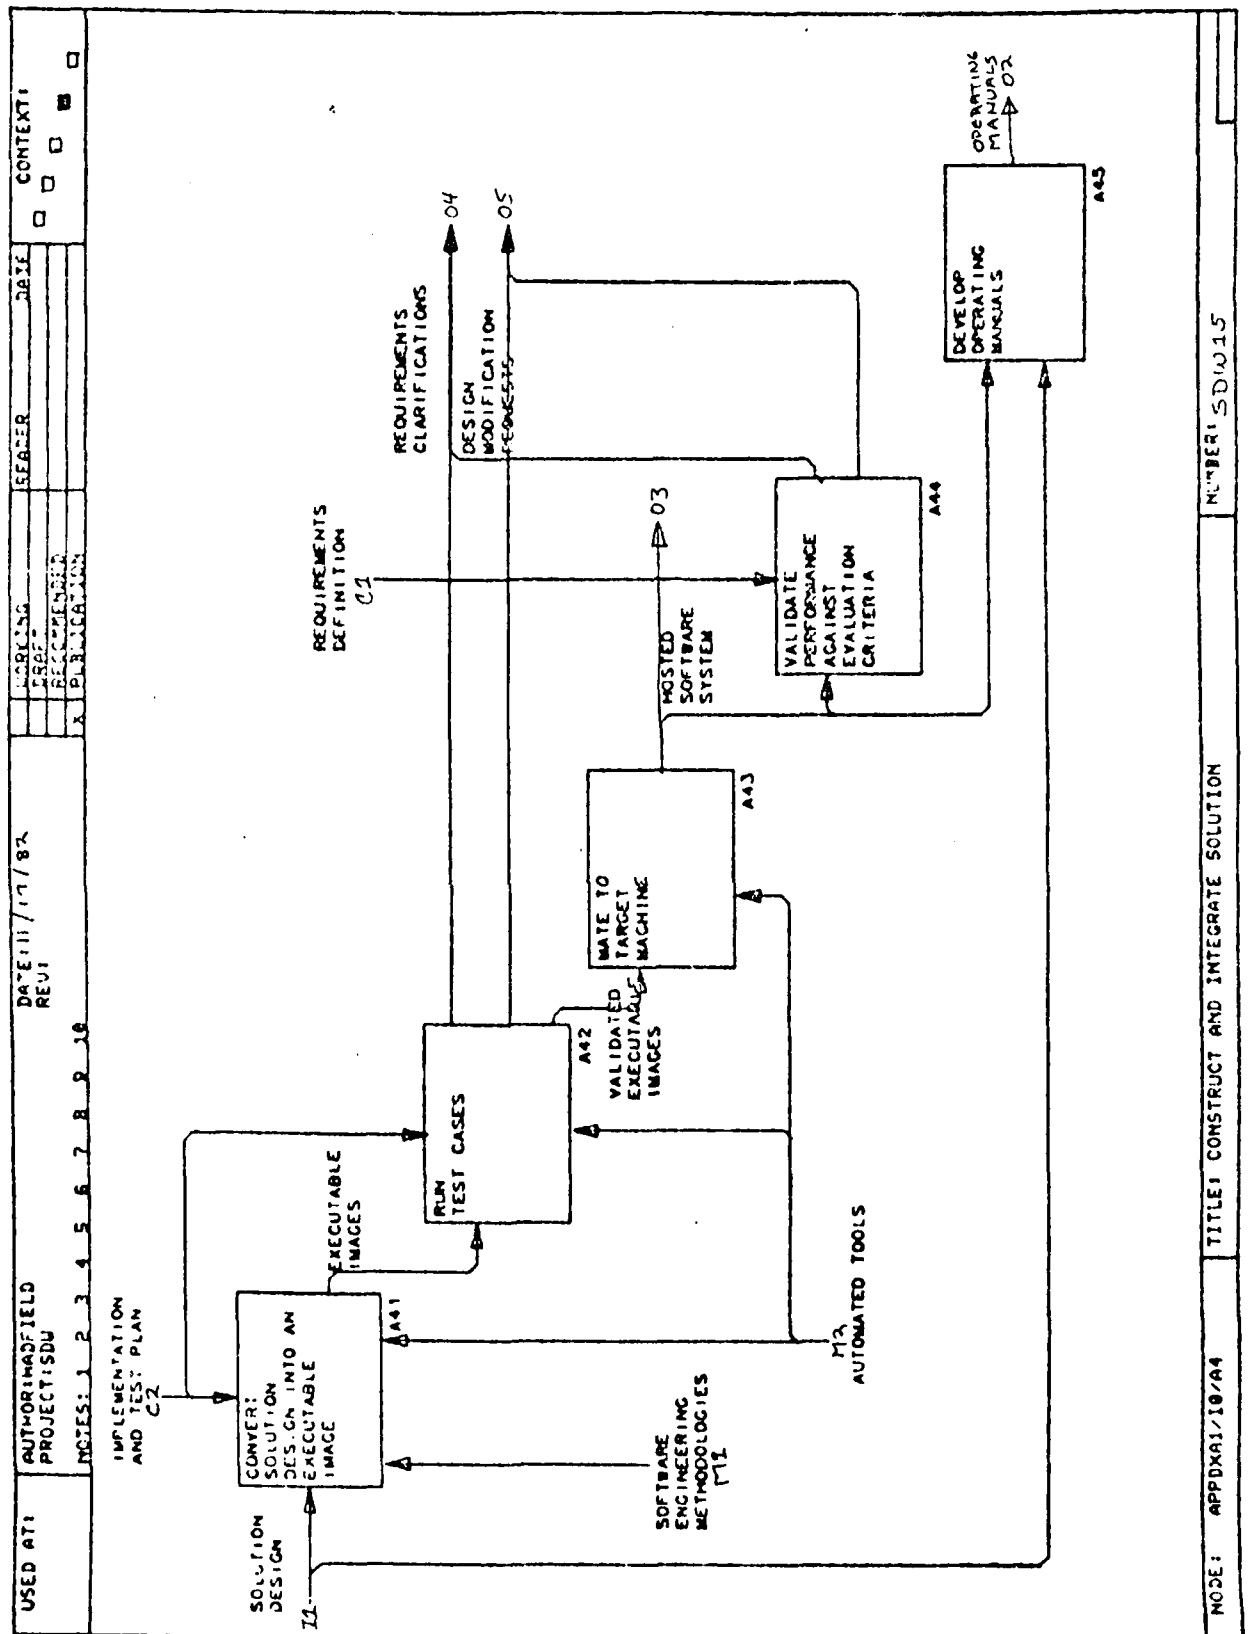 USED AT:
AUTHOR: HADFIELD
PROJECT: SDW
NOTES: 1 2 3 4 5 6 7 8 9 10
DATE: 11/17/82
REV:
WORKING
DRAFT
RECOMMENDED
X PUBLICATION
READER DATE
CONTEXT:
IMPLEMENTATION
AND TEST PLAN
C2
SOLUTION
DESIGN
I1
CONVERT
SOLUTION
DESIGN INTO AN
EXECUTABLE
IMAGE
A41
EXECUTABLE
IMAGES
RUN
TEST CASES
A42
VALIDATED
EXECUTABLE
IMAGES
MATE TO
TARGET
MACHINE
A43
HOSTED
SOFTWARE
SYSTEM
O3
REQUIREMENTS
DEFINITION
C1
REQUIREMENTS
CLARIFICATIONS
O4
DESIGN
MODIFICATION
REQUESTS
O5
VALIDATE
PERFORMANCE
AGAINST
EVALUATION
CRITERIA
A44
DEVELOP
OPERATING
MANUALS
A45
OPERATING
MANUALS
O2
SOFTWARE
ENGINEERING
METHODOLOGIES
M1
M2
AUTOMATED TOOLS
NODE: APPDXA1/10/A4
TITLE: CONSTRUCT AND INTEGRATE SOLUTION
NUMBER: SDW15